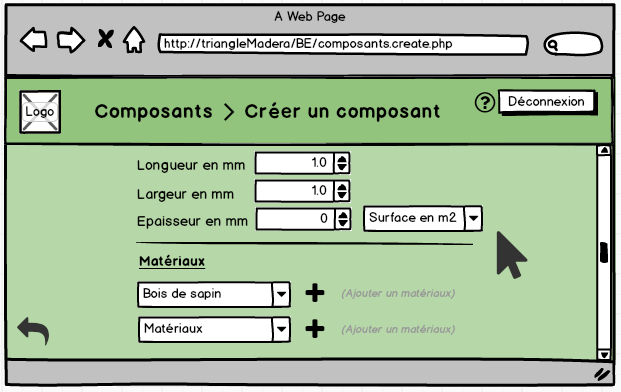 A Web Page
http://triangleMadera/BE/composants.create.php
Logo
Composants > Créer un composant
? Déconnexion
Longueur en mm 1.0
Largeur en mm 1.0
Epaisseur en mm 0 Surface en m2
Matériaux
Bois de sapin + (Ajouter un matériaux)
Matériaux + (Ajouter un matériaux)